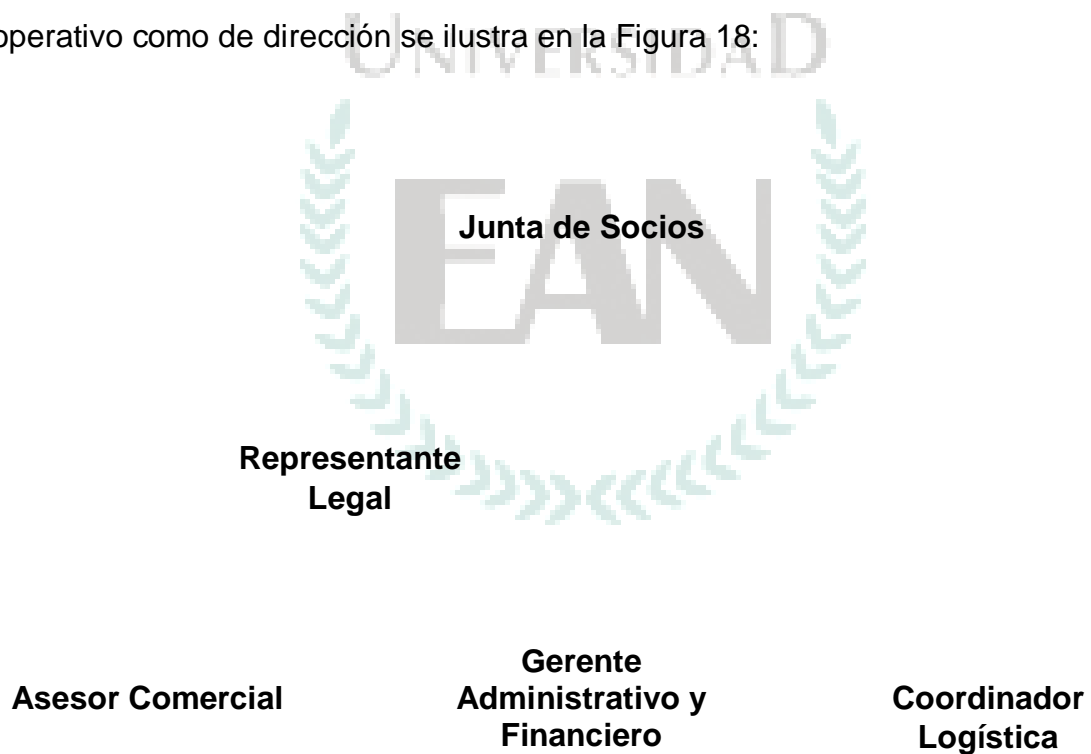 operativo como de dirección se ilustra en la Figura 18:
UNIVERSIDAD
EAN
Junta de Socios
Representante
Legal
Asesor Comercial
Gerente
Administrativo y
Financiero
Coordinador
Logística